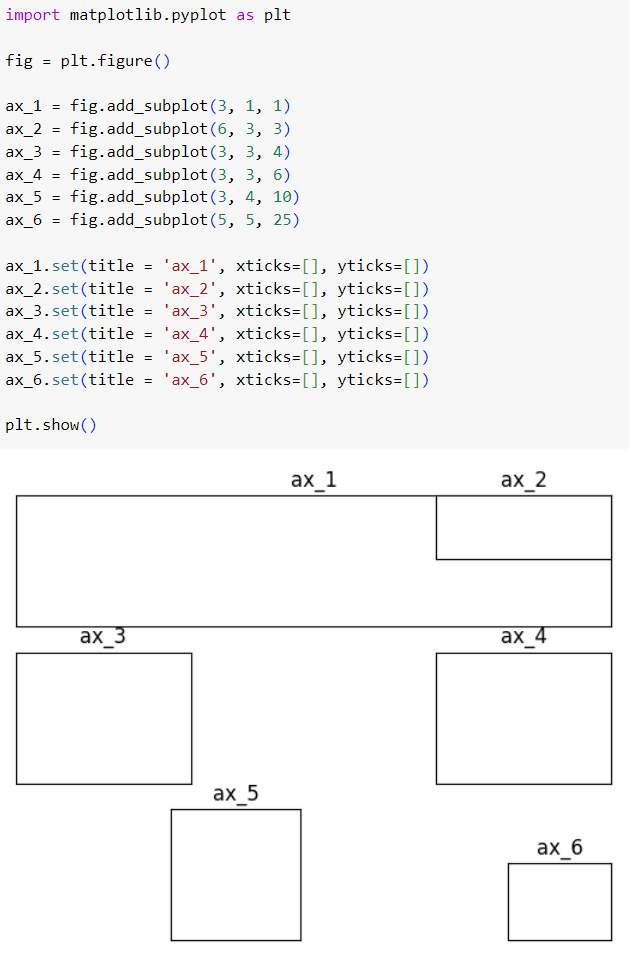 import matplotlib.pyplot as plt
fig = plt.figure()
ax_1 = fig.add_subplot(3, 1, 1)
ax_2 = fig.add_subplot(6, 3, 3)
ax_3 = fig.add_subplot(3, 3, 4)
ax_4 = fig.add_subplot(3, 3, 6)
ax_5 = fig.add_subplot(3, 4, 10)
ax_6 = fig.add_subplot(5, 5, 25)
ax_1.set(title = 'ax_1', xticks=[], yticks=[])
ax_2.set(title = 'ax_2', xticks=[], yticks=[])
ax_3.set(title = 'ax_3', xticks=[], yticks=[])
ax_4.set(title = 'ax_4', xticks=[], yticks=[])
ax_5.set(title = 'ax_5', xticks=[], yticks=[])
ax_6.set(title = 'ax_6', xticks=[], yticks=[])
plt.show()
ax_1 ax_2
ax_3 ax_4
ax_5
ax_6